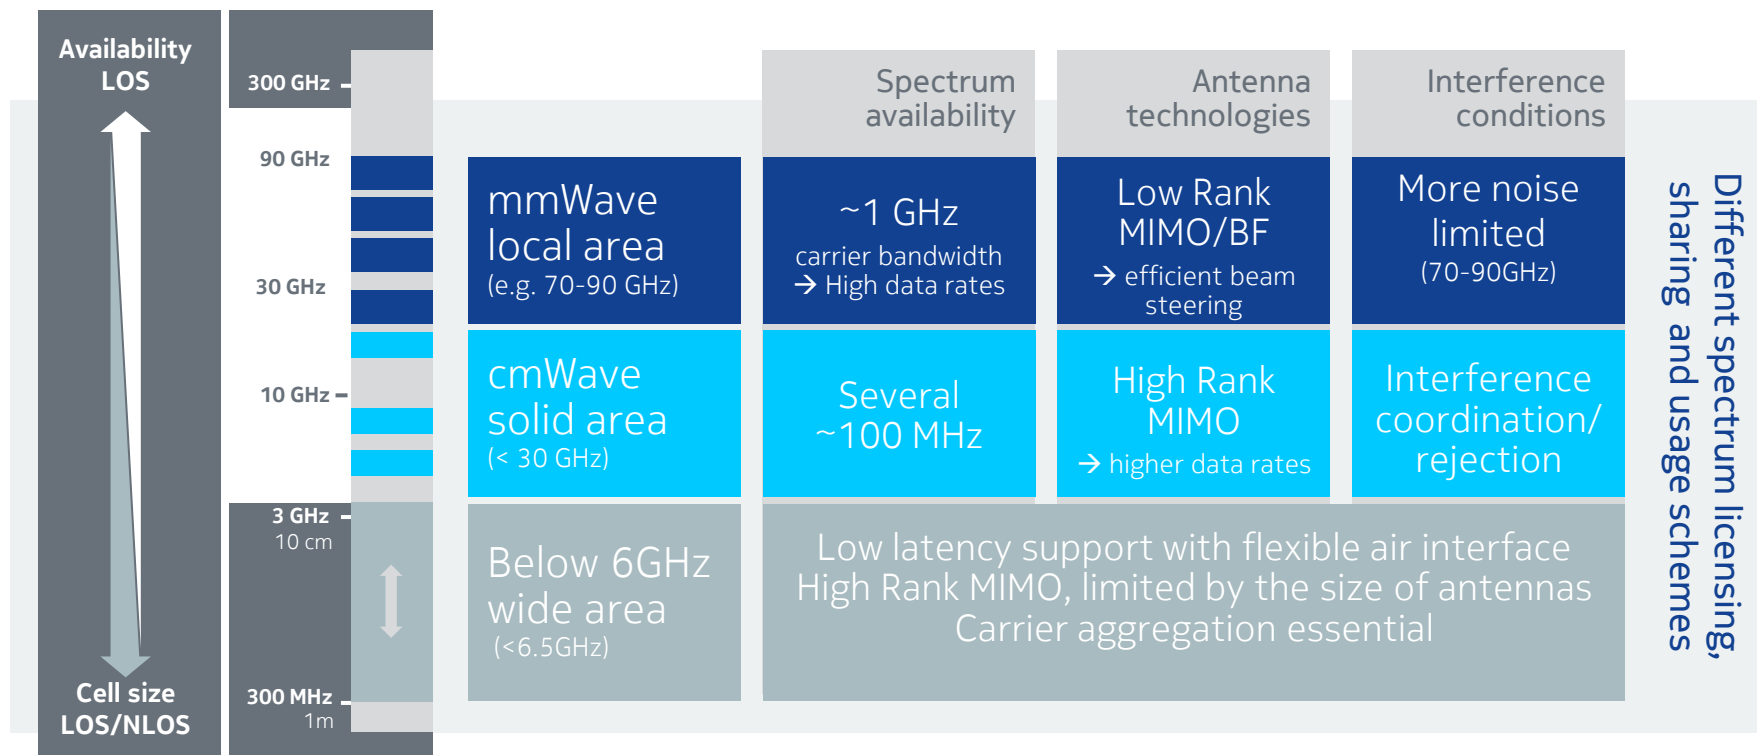 Availability
LOS
Cell size
LOS/NLOS
300 GHz
90 GHz
30 GHz
10 GHz
3 GHz
10 cm
300 MHz
1m
Spectrum
availability
Antenna
technologies
Interference
conditions
mmWave
local area
(e.g. 70-90 GHz)
~1 GHz
carrier bandwidth
→ High data rates
Low Rank
MIMO/BF
→ efficient beam
steering
More noise
limited
(70-90GHz)
cmWave
solid area
(< 30 GHz)
Several
~100 MHz
High Rank
MIMO
→ higher data rates
Interference
coordination/
rejection
Below 6GHz
wide area
(<6.5GHz)
Low latency support with flexible air interface
High Rank MIMO, limited by the size of antennas
Carrier aggregation essential
Different spectrum licensing,
sharing and usage schemes